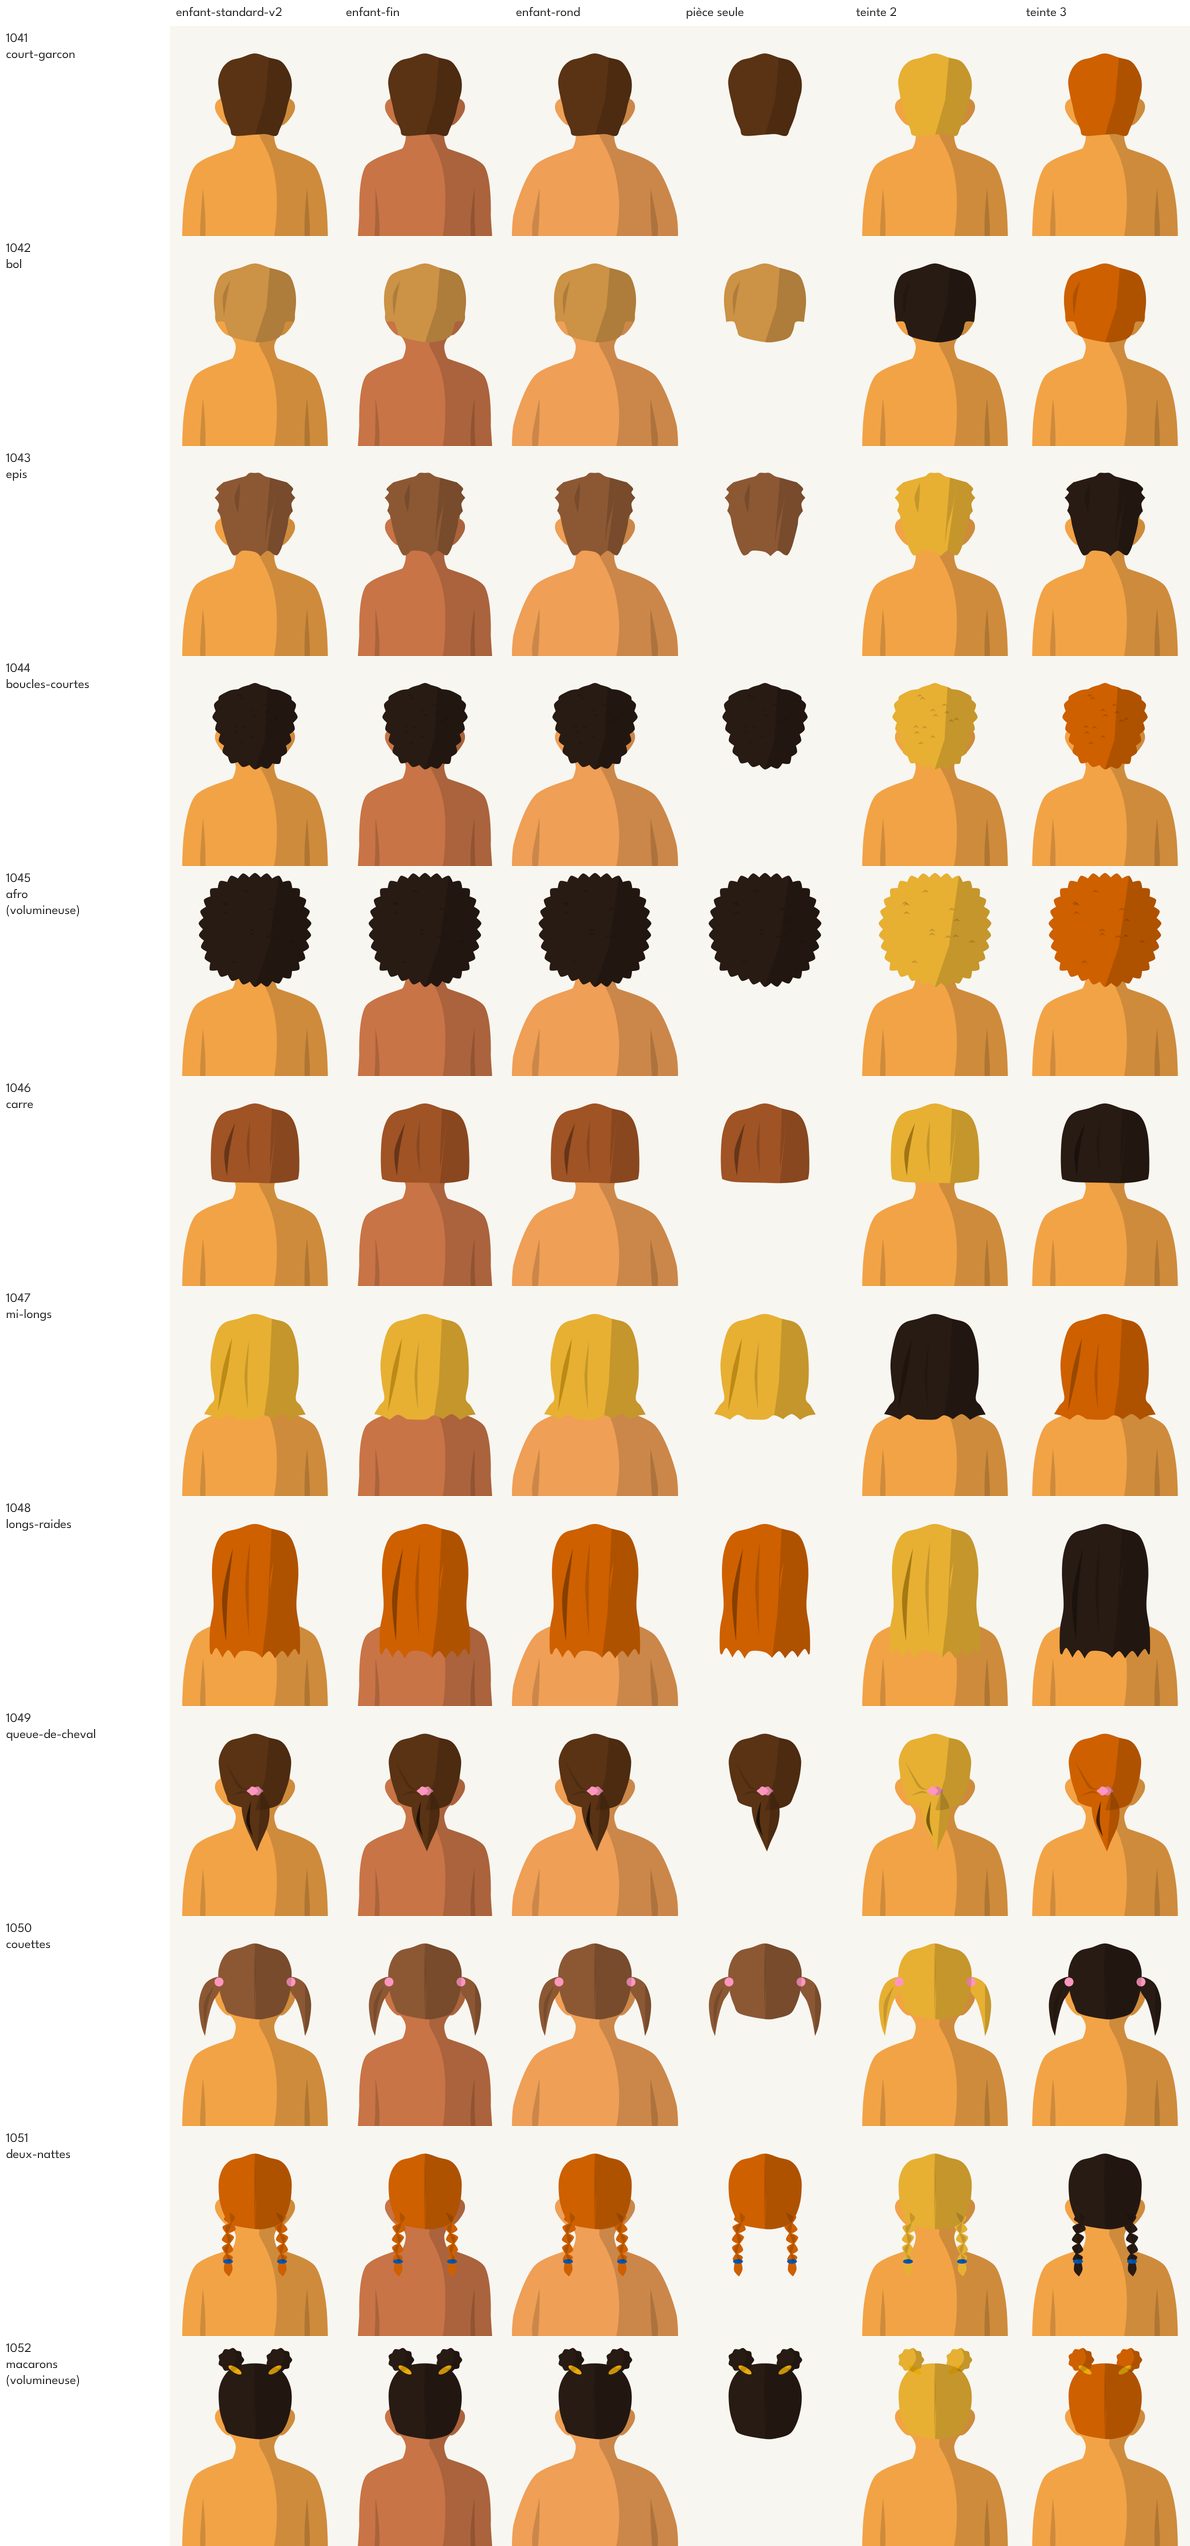 enfant-standard-v2
enfant-fin
enfant-rond
pièce seule
teinte 2
teinte 3
1041
court-garcon
1042
bol
1043
epis
1044
boucles-courtes
1045
afro
(volumineuse)
1046
carre
1047
mi-longs
1048
longs-raides
1049
queue-de-cheval
1050
couettes
1051
deux-nattes
1052
macarons
(volumineuse)